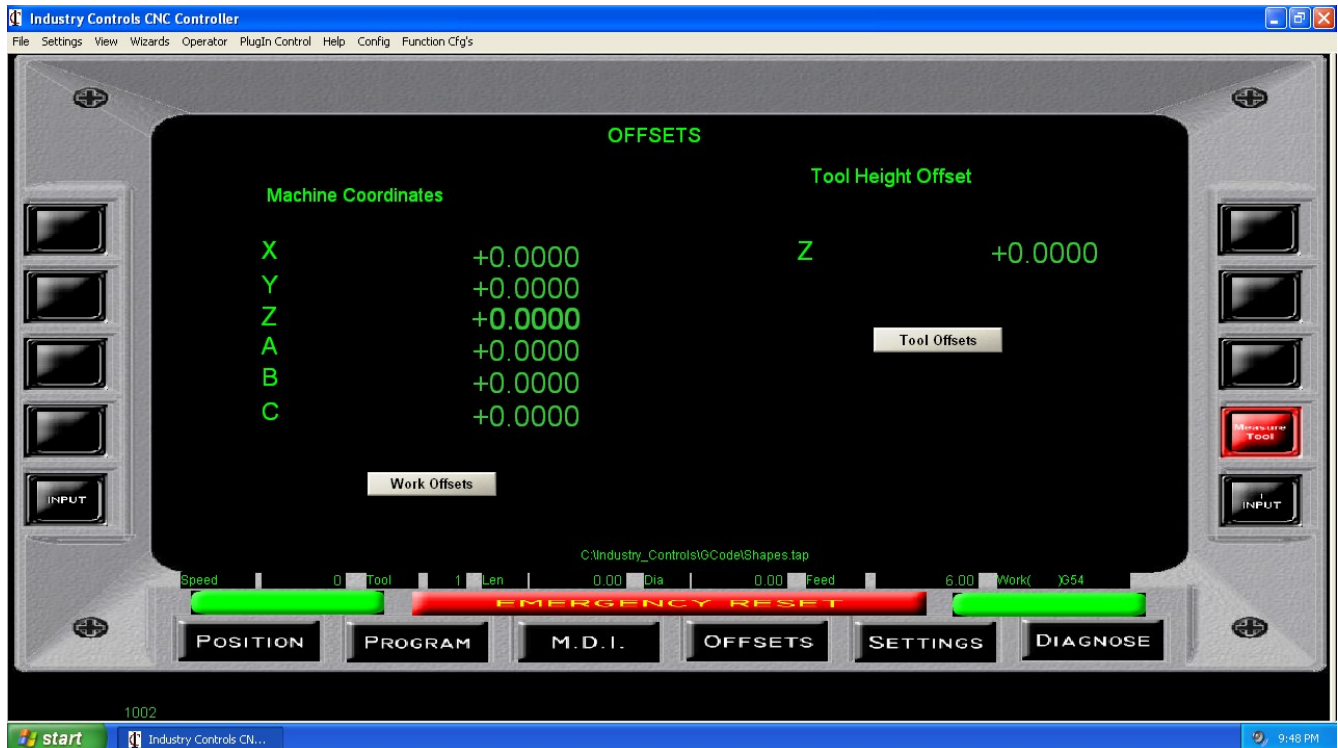 Industry Controls CNC Controller
File Settings View Wizards Operator PlugIn Control Help Config Function Cfg's
OFFSETS
Machine Coordinates
Tool Height Offset
X +0.0000
Z +0.0000
Y +0.0000
Z +0.0000
A +0.0000
B +0.0000
C +0.0000
Tool Offsets
Measure
Tool
Work Offsets
INPUT
INPUT
C:\Industry_Controls\GCode\Shapes.tap
Speed 0 Tool 1 Len 0.00 Dia 0.00 Feed 6.00 Work( )G54
EMERGENCY RESET
POSITION PROGRAM M.D.I. OFFSETS SETTINGS DIAGNOSE
1002
start Industry Controls CN... 9:48 PM